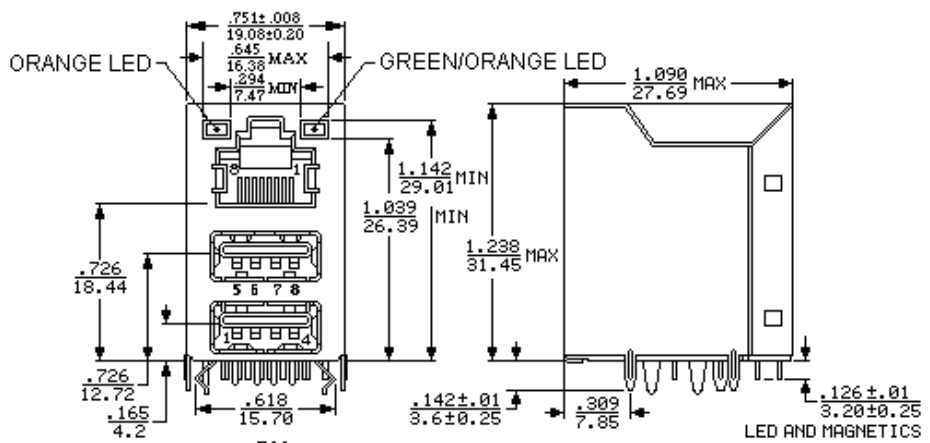 .751±.008
19.08±0.20
.645
16.38 MAX
.294
7.47 MIN
ORANGE LED
GREEN/ORANGE LED
1.090
27.69 MAX
8 1
1.142
29.01 MIN
1.039
26.39 MIN
1.238
31.45 MAX
.726
18.44
5 6 7 8
1 4
.726
12.72
.165
4.2
.618
15.70
.142±.01
3.6±0.25
.309
7.85
.126±.01
3.20±0.25
LED AND MAGNETICS